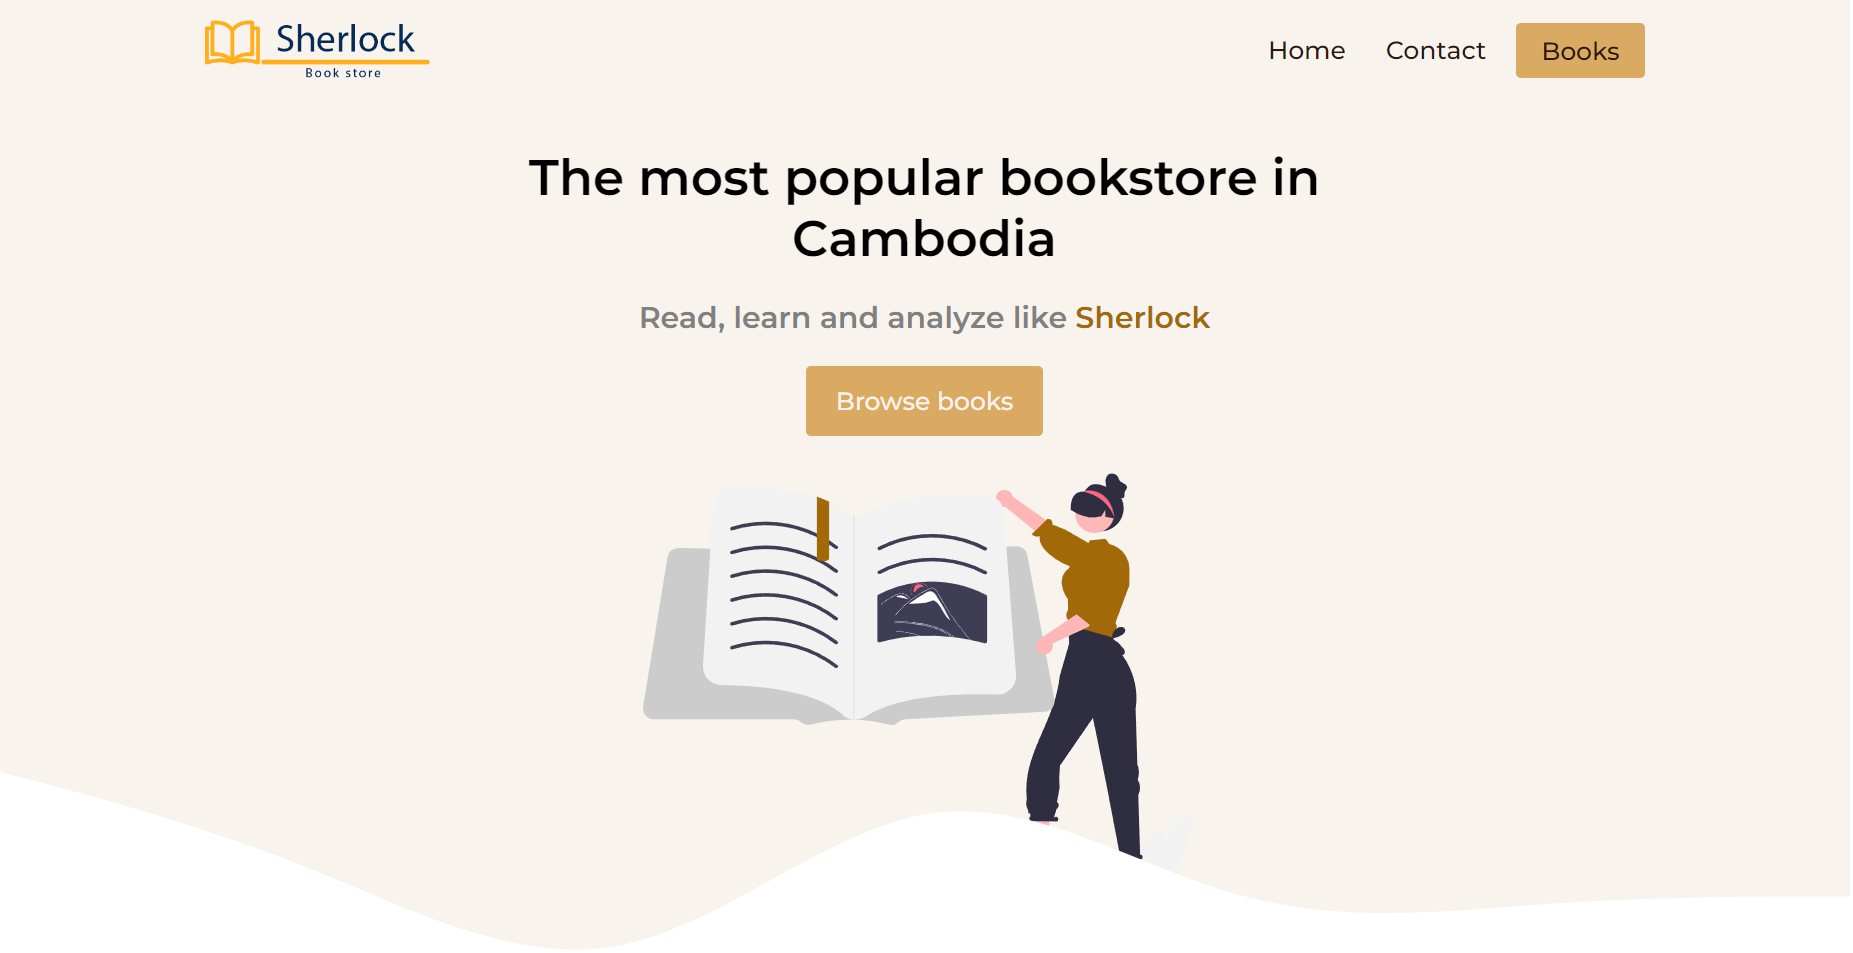 Sherlock
Book store
Home
Contact
Books
The most popular bookstore in
Cambodia
Read, learn and analyze like Sherlock
Browse books